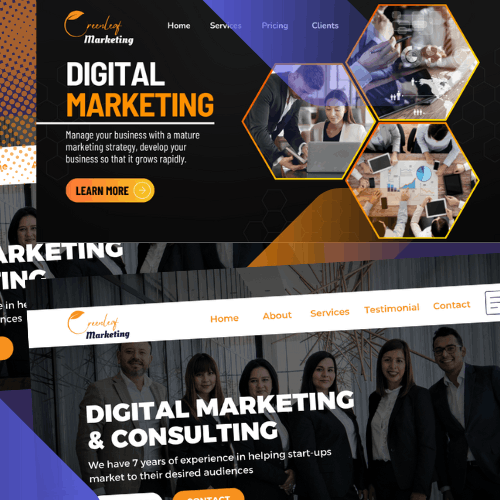 Greenleaf
Marketing
Home Services Pricing Clients
DIGITAL
MARKETING
Manage your business with a mature
marketing strategy, develop your
business so that it grows rapidly.
LEARN MORE
ARKETING
TING
e in he
nces
Greenleaf
Marketing
Home About Services Testimonial Contact
DIGITAL MARKETING
& CONSULTING
We have 7 years of experience in helping start-ups
market to their desired audiences
CONTACT